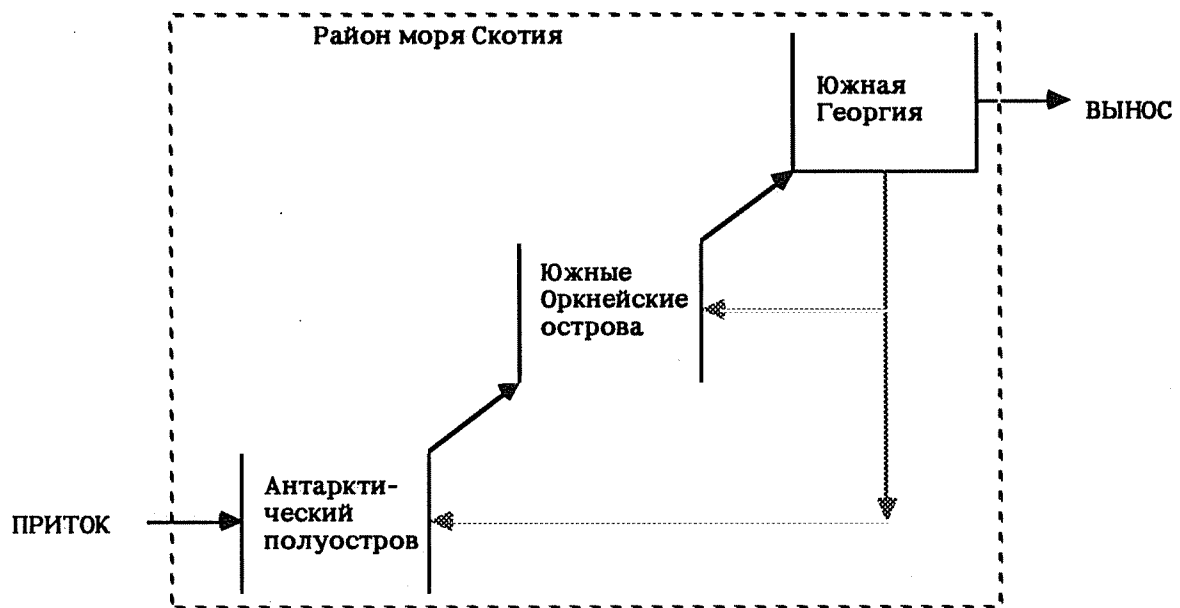 Район моря Скотия
Южная
Георгия
ВЫНОС
Южные
Оркнейские
острова
Антаркти-
ческий
полуостров
ПРИТОК